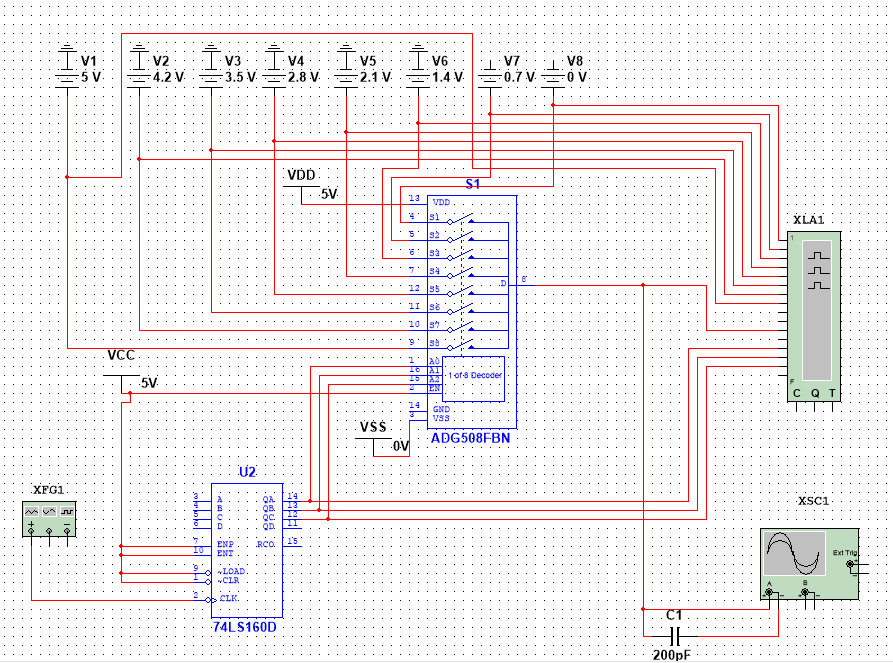 V1 V2 V3 V4 V5 V6 V7 V8
5 V 4.2 V 3.5 V 2.8 V 2.1 V 1.4 V 0.7 V 0 V
VDD
5V
S1
13 VDD
4 S1
5 S2
6 S3
7 S4
12 S5
11 S6
10 S7
9 S8
D 8
1 A0
16 A1
15 A2
2 EN
1 of 8 Decoder
14 GND
3 VSS
ADG508FBN
XLA1
1
F
C Q T
VCC
5V
VSS
0V
XFG1
+ −
U2
3 A QA 14
4 B QB 13
5 C QC 12
6 D QD 11
7 ENP RCO 15
10 ENT
9 ~LOAD
1 ~CLR
2 CLK
74LS160D
XSC1
Ext Trig
A B
C1
200pF